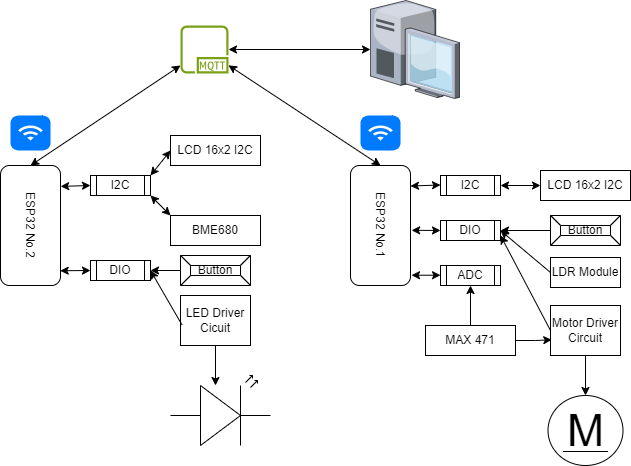 MQTT
ESP32 No.2
I2C
LCD 16x2 I2C
BME680
DIO
Button
LED Driver
Cicuit
ESP32 No.1
I2C
LCD 16x2 I2C
DIO
Button
LDR Module
ADC
MAX 471
Motor Driver
Circuit
M